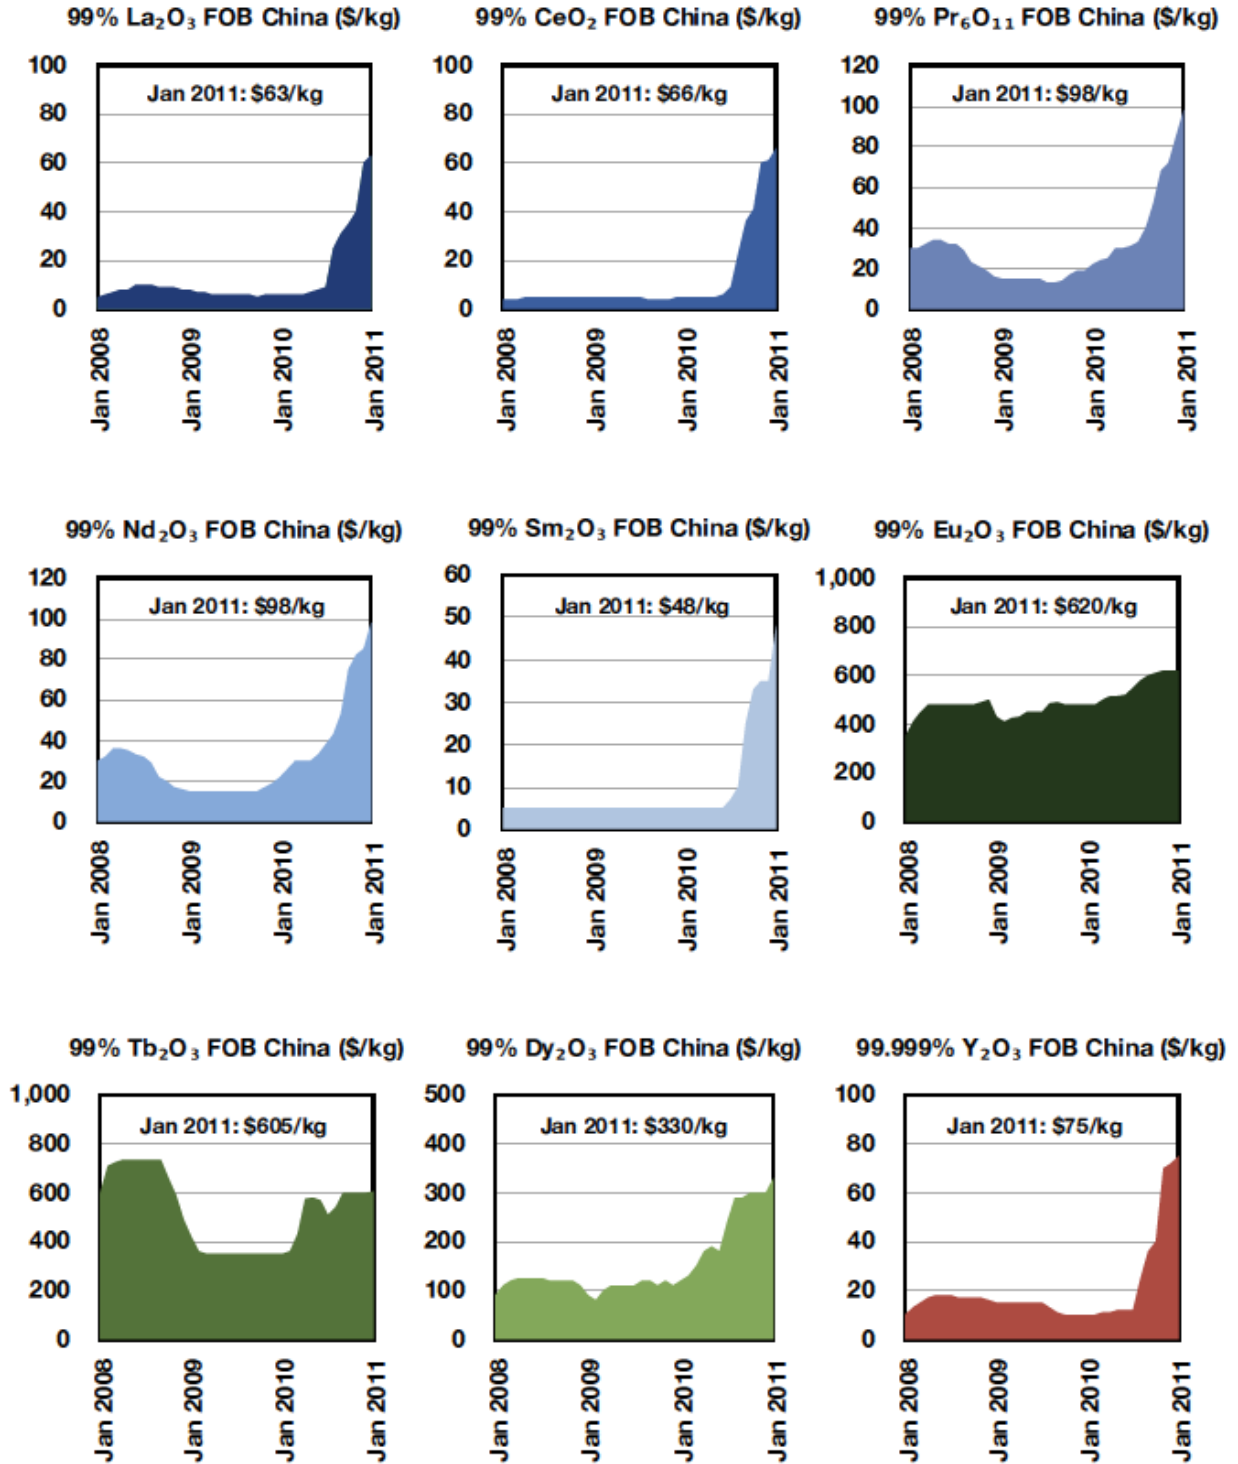 99% La₂O₃ FOB China ($/kg)
100
80
60
40
20
0
Jan 2011: $63/kg
Jan 2008
Jan 2009
Jan 2010
Jan 2011
99% CeO₂ FOB China ($/kg)
100
80
60
40
20
0
Jan 2011: $66/kg
Jan 2008
Jan 2009
Jan 2010
Jan 2011
99% Pr₆O₁₁ FOB China ($/kg)
120
100
80
60
40
20
0
Jan 2011: $98/kg
Jan 2008
Jan 2009
Jan 2010
Jan 2011
99% Nd₂O₃ FOB China ($/kg)
120
100
80
60
40
20
0
Jan 2011: $98/kg
Jan 2008
Jan 2009
Jan 2010
Jan 2011
99% Sm₂O₃ FOB China ($/kg)
60
50
40
30
20
10
0
Jan 2011: $48/kg
Jan 2008
Jan 2009
Jan 2010
Jan 2011
99% Eu₂O₃ FOB China ($/kg)
1,000
800
600
400
200
0
Jan 2011: $620/kg
Jan 2008
Jan 2009
Jan 2010
Jan 2011
99% Tb₂O₃ FOB China ($/kg)
1,000
800
600
400
200
0
Jan 2011: $605/kg
Jan 2008
Jan 2009
Jan 2010
Jan 2011
99% Dy₂O₃ FOB China ($/kg)
500
400
300
200
100
0
Jan 2011: $330/kg
Jan 2008
Jan 2009
Jan 2010
Jan 2011
99.999% Y₂O₃ FOB China ($/kg)
100
80
60
40
20
0
Jan 2011: $75/kg
Jan 2008
Jan 2009
Jan 2010
Jan 2011